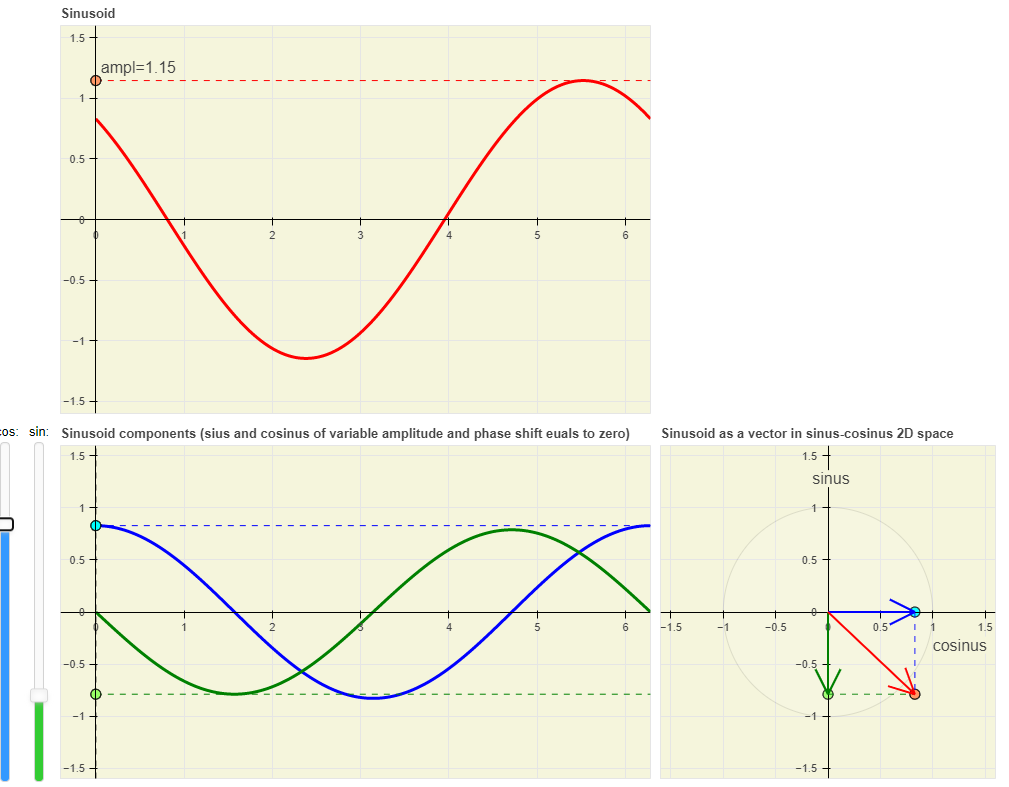 Sinusoid
1.5
ampl=1.15
1
0.5
0
0 1 2 3 4 5 6
−0.5
−1
−1.5
cos: sin:
Sinusoid components (sius and cosinus of variable amplitude and phase shift euals to zero)
1.5
1
0.5
0
0 1 2 3 4 5 6
−0.5
−1
−1.5
Sinusoid as a vector in sinus-cosinus 2D space
1.5
sinus
1
0.5
0
−1.5 −1 −0.5 0 0.5 1 1.5
cosinus
−0.5
−1
−1.5